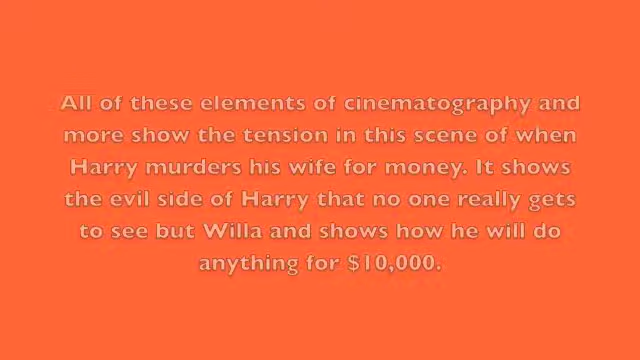 All of these elements of cinematography and
more show the tension in this scene of when
Harry murders his wife for money. It shows
the evil side of Harry that no one really gets
to see but Willa and shows how he will do
anything for $10,000.